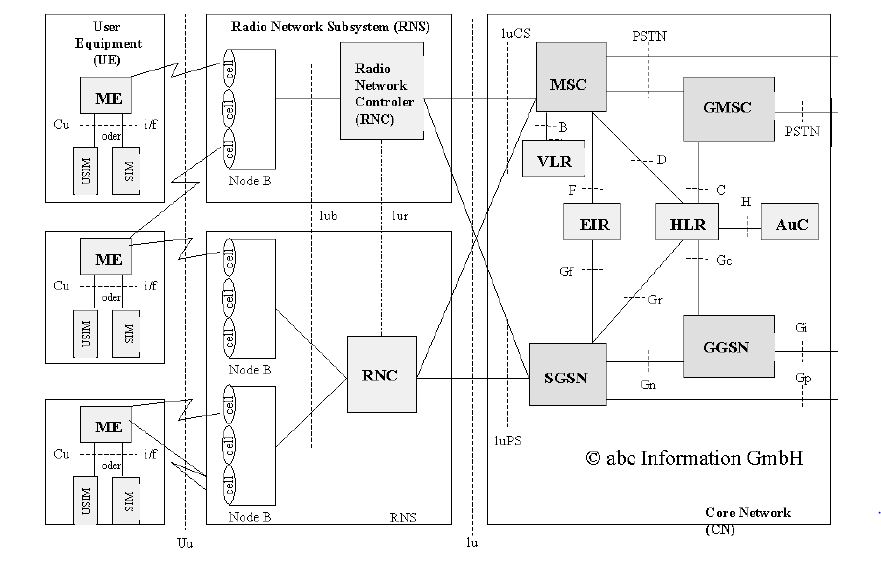 User
Equipment
(UE)
ME
Cu
i/f
oder
USIM
SIM
ME
Cu
i/f
oder
USIM
SIM
ME
Cu
i/f
oder
USIM
SIM
Uu
Radio Network Subsystem (RNS)
cell
cell
cell
Node B
Radio
Network
Controler
(RNC)
Iub
Iur
cell
cell
cell
Node B
RNC
cell
cell
cell
Node B
RNS
Iu
IuCS
PSTN
MSC
GMSC
PSTN
B
VLR
D
F
C
H
EIR
HLR
AuC
Gf
Gc
Gr
Gi
GGSN
SGSN
Gn
Gp
IuPS
© abc Information GmbH
Core Network
(CN)